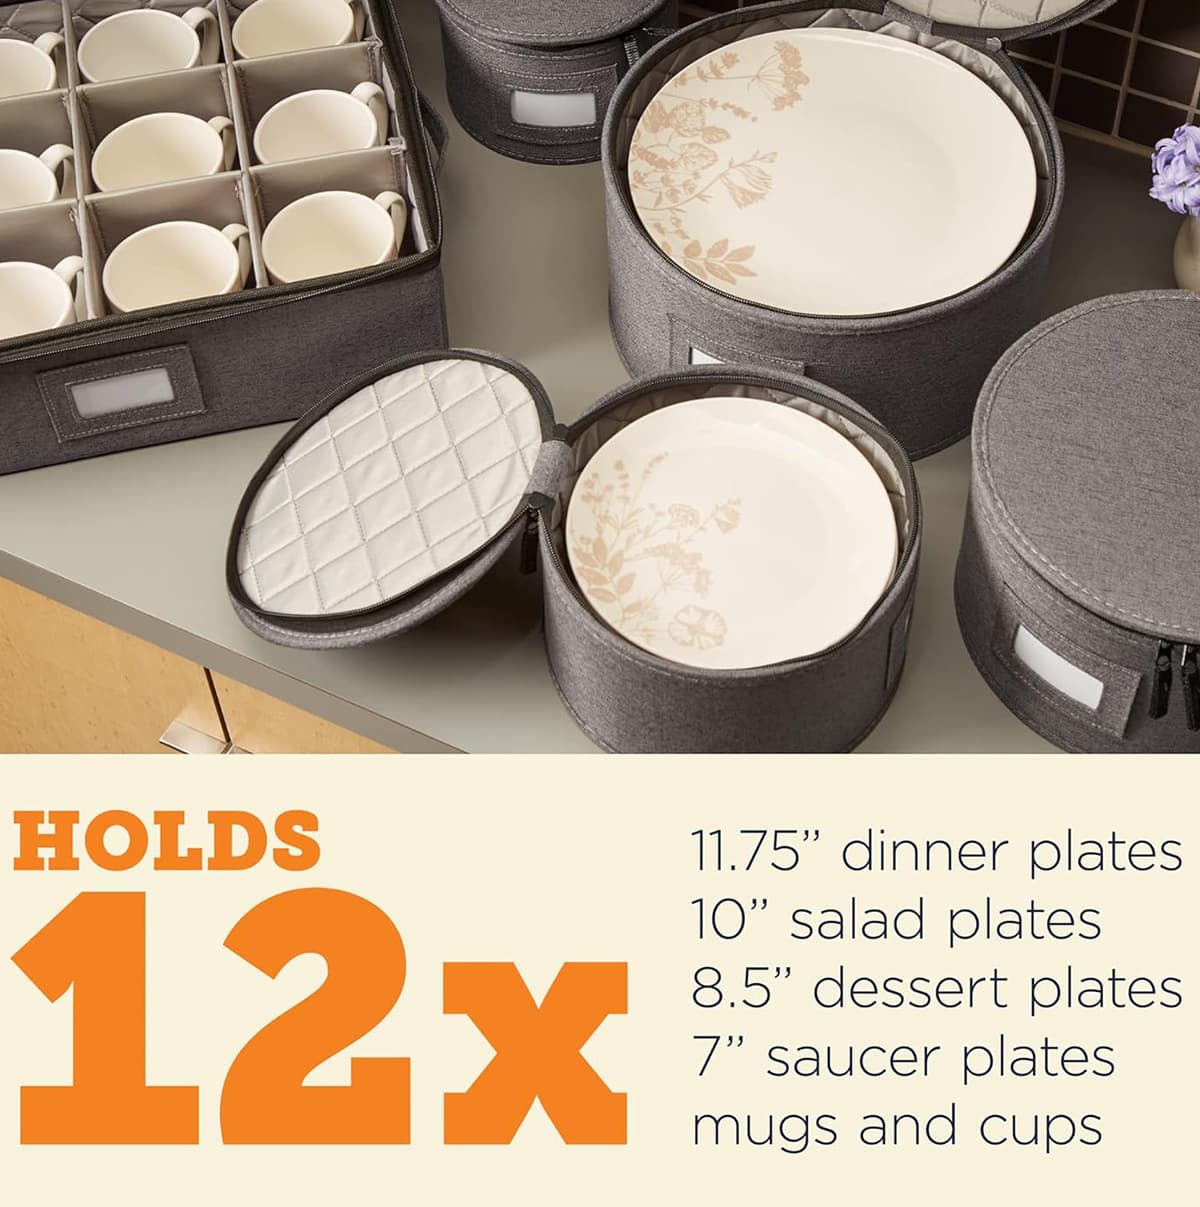 HOLDS
12x
11.75” dinner plates
10” salad plates
8.5” dessert plates
7” saucer plates
mugs and cups